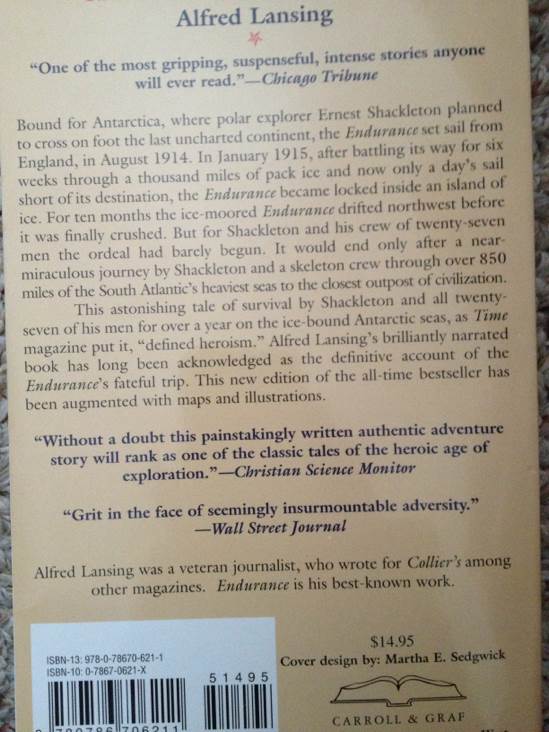 Alfred Lansing
“One of the most gripping, suspenseful, intense stories anyone
will ever read.”—Chicago Tribune
Bound for Antarctica, where polar explorer Ernest Shackleton planned
to cross on foot the last uncharted continent, the Endurance set sail from
England, in August 1914. In January 1915, after battling its way for six
weeks through a thousand miles of pack ice and now only a day's sail
short of its destination, the Endurance became locked inside an island of
ice. For ten months the ice-moored Endurance drifted northwest before
it was finally crushed. But for Shackleton and his crew of twenty-seven
men the ordeal had barely begun. It would end only after a near-
miraculous journey by Shackleton and a skeleton crew through over 850
miles of the South Atlantic's heaviest seas to the closest outpost of civilization.
This astonishing tale of survival by Shackleton and all twenty-
seven of his men for over a year on the ice-bound Antarctic seas, as Time
magazine put it, “defined heroism.” Alfred Lansing's brilliantly narrated
book has long been acknowledged as the definitive account of the
Endurance's fateful trip. This new edition of the all-time bestseller has
been augmented with maps and illustrations.
“Without a doubt this painstakingly written authentic adventure
story will rank as one of the classic tales of the heroic age of
exploration.”—Christian Science Monitor
“Grit in the face of seemingly insurmountable adversity.”
—Wall Street Journal
Alfred Lansing was a veteran journalist, who wrote for Collier's among
other magazines. Endurance is his best-known work.
ISBN-13: 978-0-78670-621-1
ISBN-10: 0-7867-0621-X
51495
$14.95
Cover design by: Martha E. Sedgwick
CARROLL & GRAF